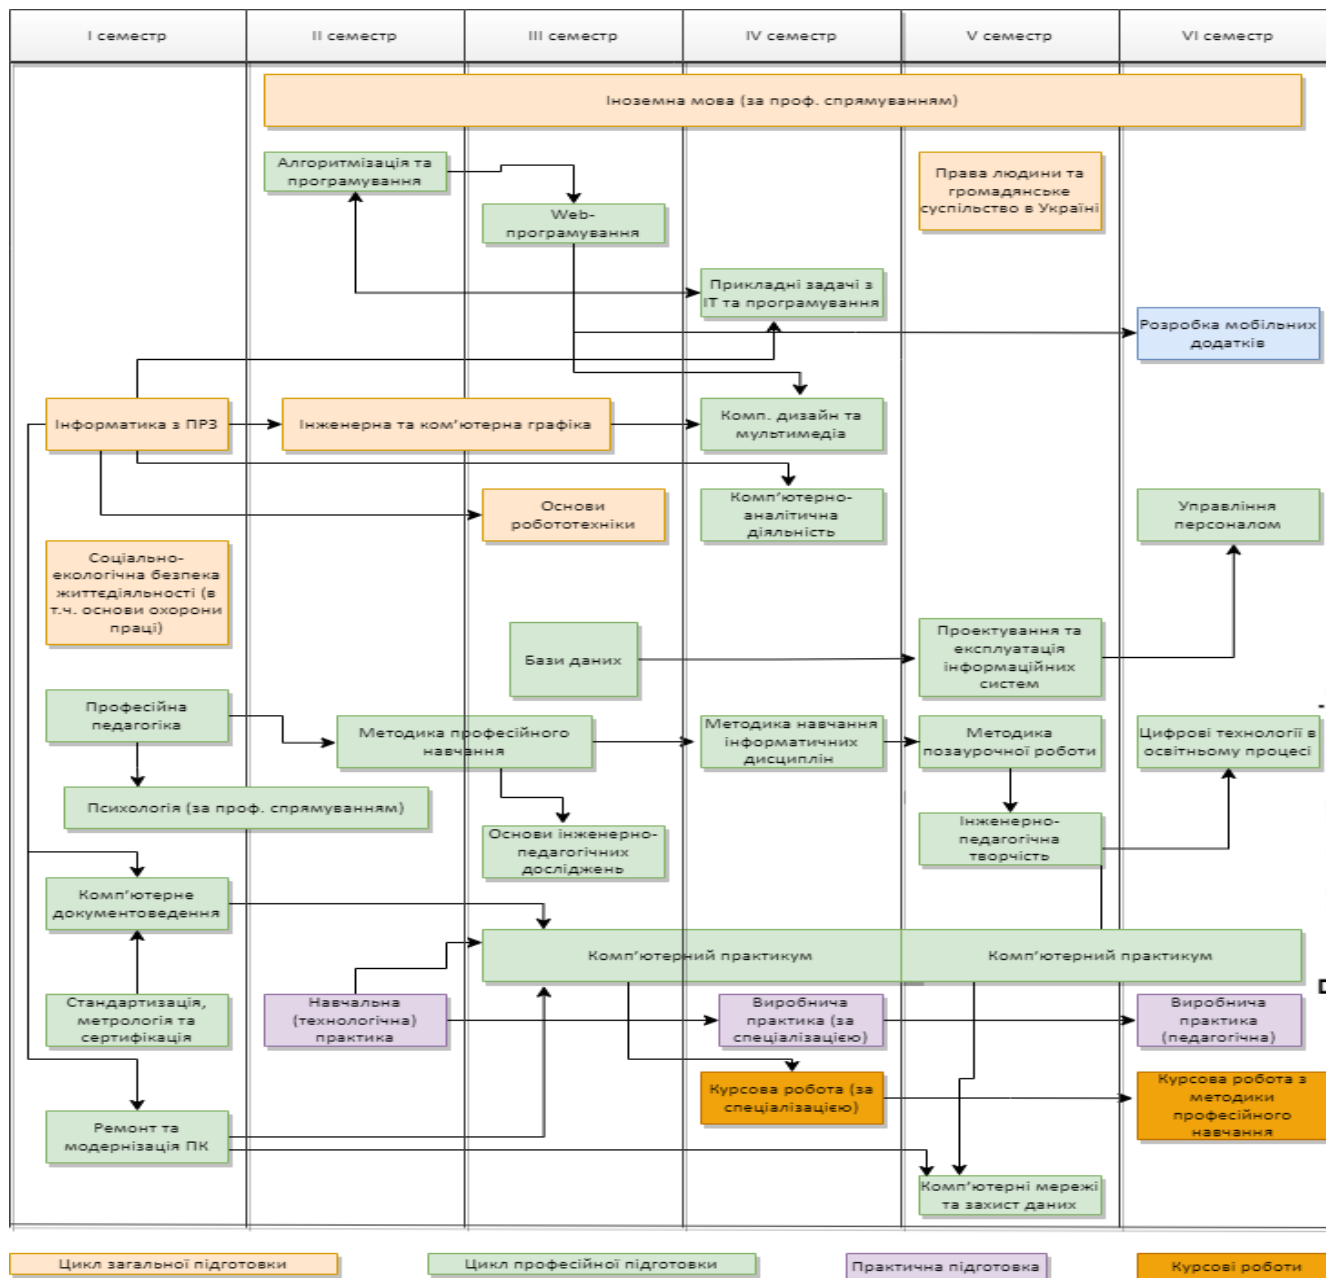 I семестр
II семестр
III семестр
IV семестр
V семестр
VI семестр
Іноземна мова (за проф. спрямуванням)
Алгоритмізація та
програмування
Права людини та
громадянське
суспільство в Україні
Web-
програмування
Прикладні задачі з
ІТ та програмування
Розробка мобільних
додатків
Інформатика з ПРЗ
Інженерна та ком'ютерна графіка
Комп. дизайн та
мультимедіа
Основи
робототехніки
Комп'ютерно-
аналітична
діяльність
Управління
персоналом
Соціально-
екологічна безпека
життєдіяльності (в
т.ч. основи охорони
праці)
Бази даних
Проектування та
експлуатація
інформаційних
систем
Професійна
педагогіка
Методика професійного
навчання
Методика навчання
інформатичних
дисциплін
Методика
позаурочної роботи
Цифрові технології в
освітньому процесі
Психологія (за проф. спрямуванням)
Основи інженерно-
педагогічних
досліджень
Інженерно-
педагогічна
творчість
Комп'ютерне
документоведення
Комп'ютерний практикум
Комп'ютерний практикум
Стандартизація,
метрологія та
сертифікація
Навчальна
(технологічна)
практика
Виробнича
практика (за
спеціалізацією)
Виробнича
практика
(педагогічна)
Курсова робота (за
спеціалізацією)
Курсова робота з
методики
професійного
навчання
Ремонт та
модернізація ПК
Комп'ютерні мережі
та захист даних
Цикл загальної підготовки
Цикл професійної підготовки
Практична підготовка
Курсові роботи